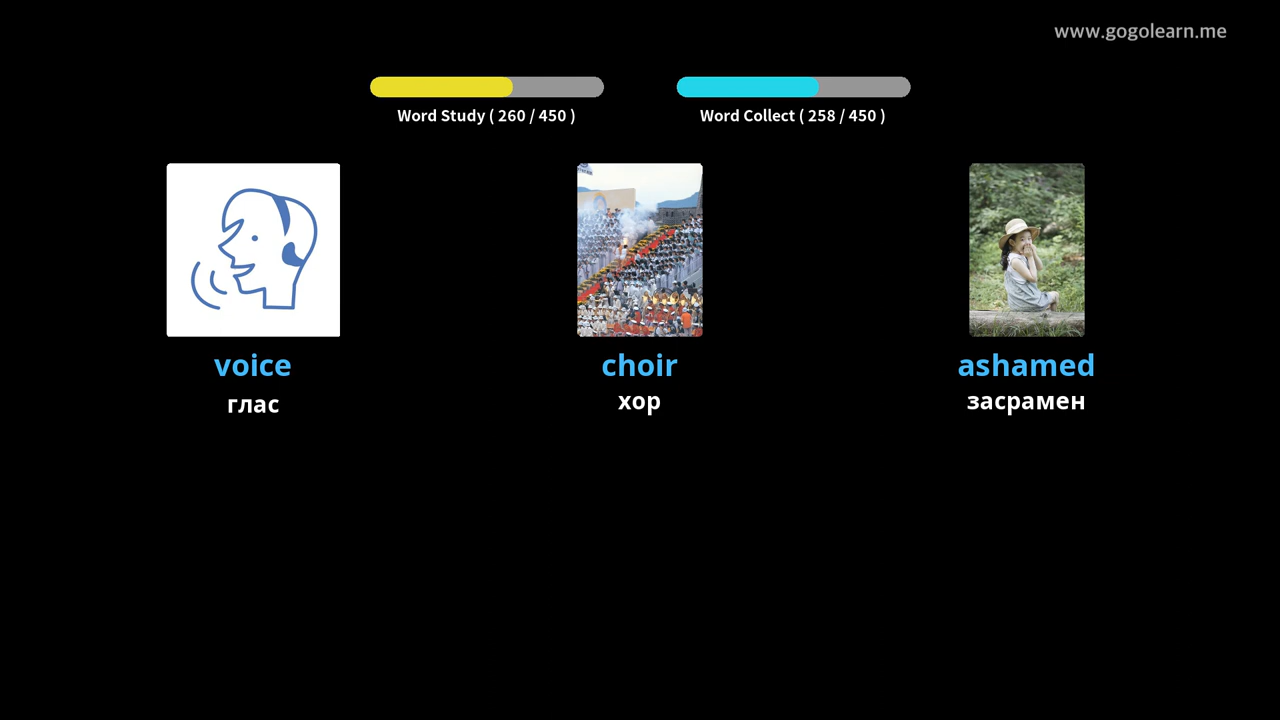 www.gogolearn.me
Word Study ( 260 / 450 )
Word Collect ( 258 / 450 )
voice
choir
ashamed
глас
хор
засрамен